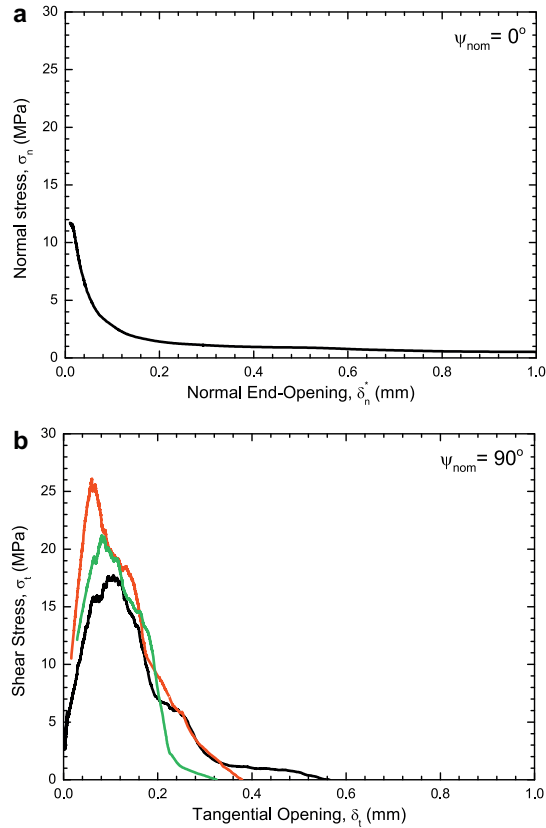 a
ψnom= 0°
30
25
20
15
10
5
0
Normal stress, σn (MPa)
0.0 0.2 0.4 0.6 0.8 1.0
Normal End-Opening, δn* (mm)
b
ψnom= 90°
30
25
20
15
10
5
0
Shear Stress, σt (MPa)
0.0 0.2 0.4 0.6 0.8 1.0
Tangential Opening, δt (mm)